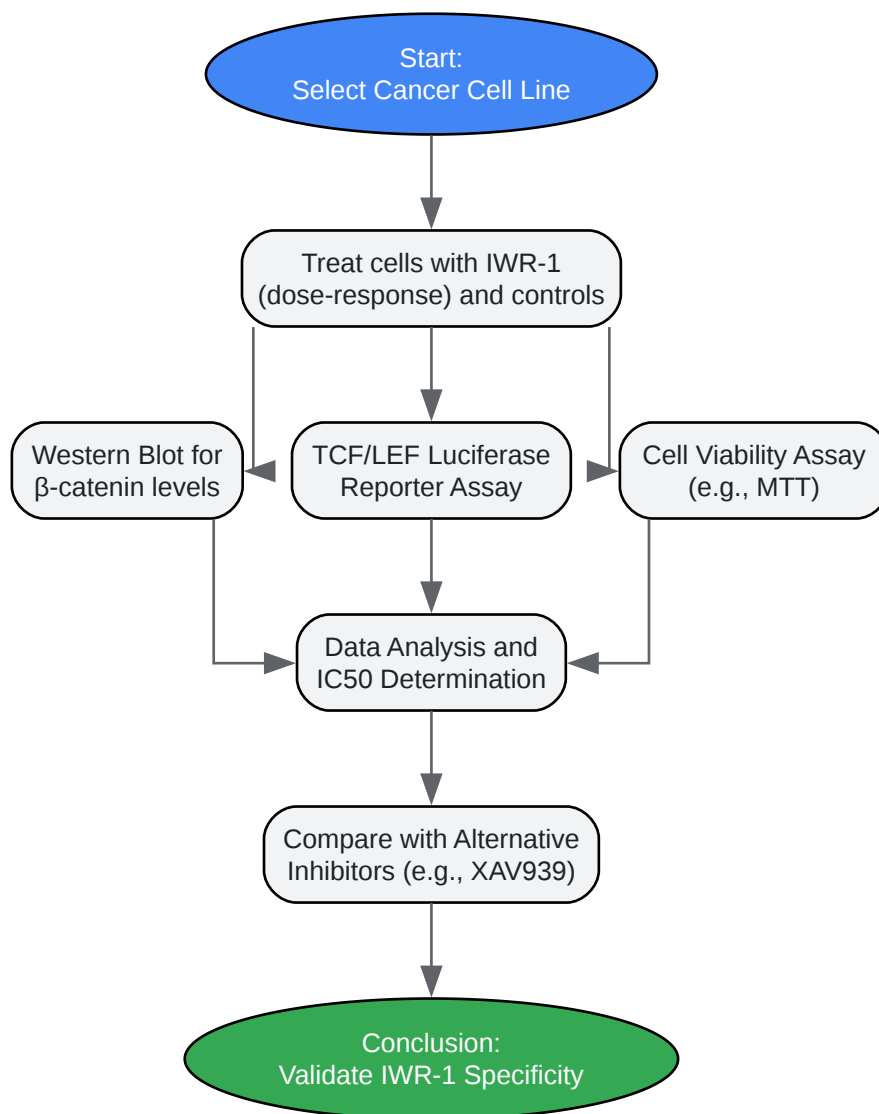 Start:
Select Cancer Cell Line
Treat cells with IWR-1
(dose-response) and controls
Western Blot for
β-catenin levels
TCF/LEF Luciferase
Reporter Assay
Cell Viability Assay
(e.g., MTT)
Data Analysis and
IC50 Determination
Compare with Alternative
Inhibitors (e.g., XAV939)
Conclusion:
Validate IWR-1 Specificity